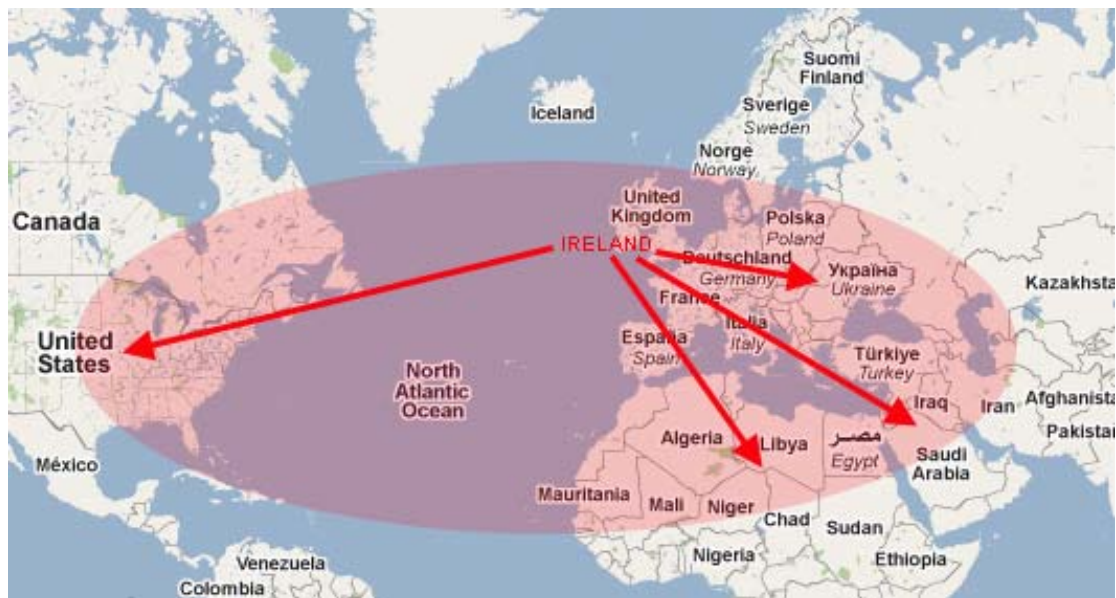 Suomi
Finland
Iceland
Sverige
Sweden
Norge
Norway
Canada
United
Kingdom
Polska
Poland
IRELAND
Deutschland
Germany
Україна
Ukraine
Kazakhsta
France
United
States
España
Spain
Italia
Italy
Türkiye
Turkey
North
Atlantic
Ocean
Iraq
Iran
Afghanista
Pakistan
México
Algeria
Libya
مصر
Egypt
Saudi
Arabia
Mauritania
Mali
Niger
Chad
Sudan
Nigeria
Ethiopia
Venezuela
Colombia